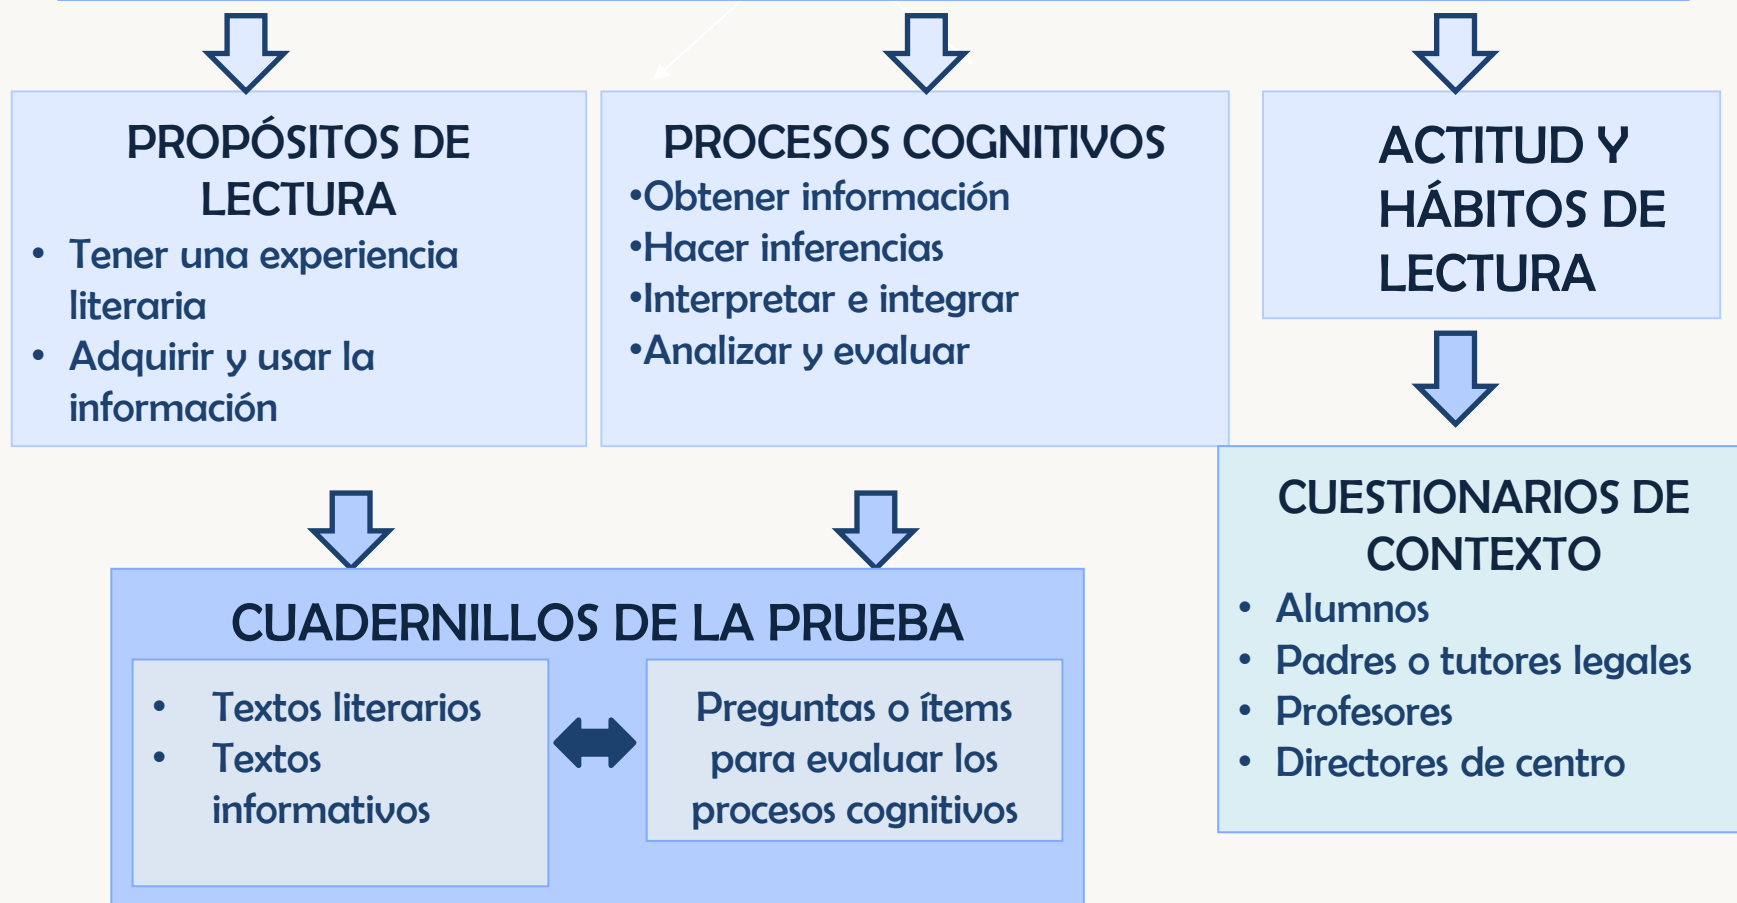 PROPÓSITOS DE
LECTURA
• Tener una experiencia
literaria
• Adquirir y usar la
información
PROCESOS COGNITIVOS
•Obtener información
•Hacer inferencias
•Interpretar e integrar
•Analizar y evaluar
ACTITUD Y
HÁBITOS DE
LECTURA
CUADERNILLOS DE LA PRUEBA
• Textos literarios
• Textos
informativos
Preguntas o ítems
para evaluar los
procesos cognitivos
CUESTIONARIOS DE
CONTEXTO
• Alumnos
• Padres o tutores legales
• Profesores
• Directores de centro